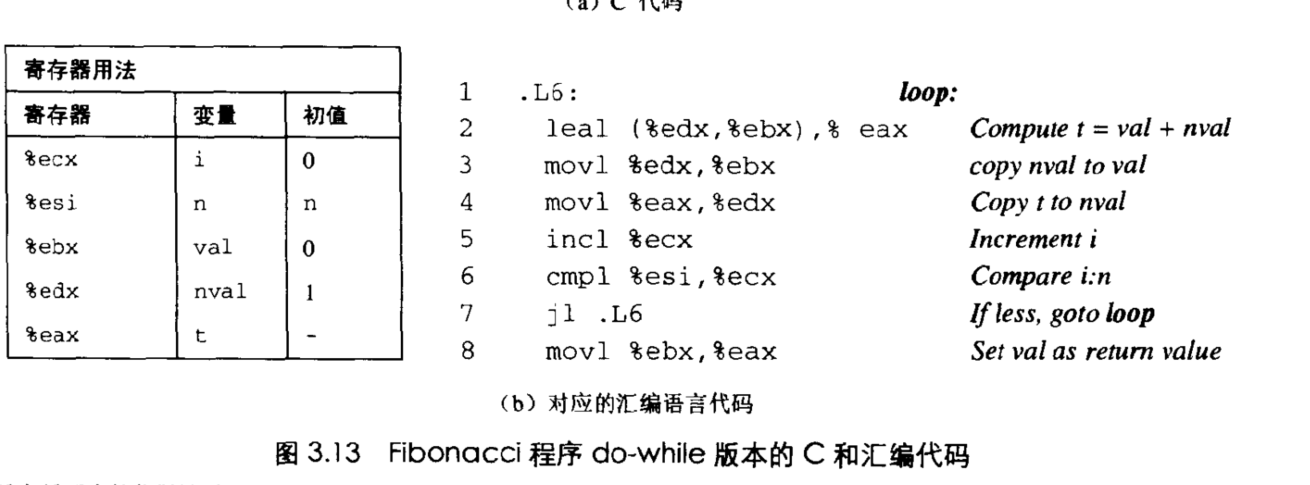 (a) C 代码
寄存器用法
寄存器 变量 初值
%ecx i 0
%esi n n
%ebx val 0
%edx nval 1
%eax t -
1 .L6: loop:
2 leal (%edx,%ebx),% eax Compute t = val + nval
3 movl %edx,%ebx copy nval to val
4 movl %eax,%edx Copy t to nval
5 incl %ecx Increment i
6 cmpl %esi,%ecx Compare i:n
7 jl .L6 If less, goto loop
8 movl %ebx,%eax Set val as return value
(b) 对应的汇编语言代码
图 3.13 Fibonacci 程序 do-while 版本的 C 和汇编代码